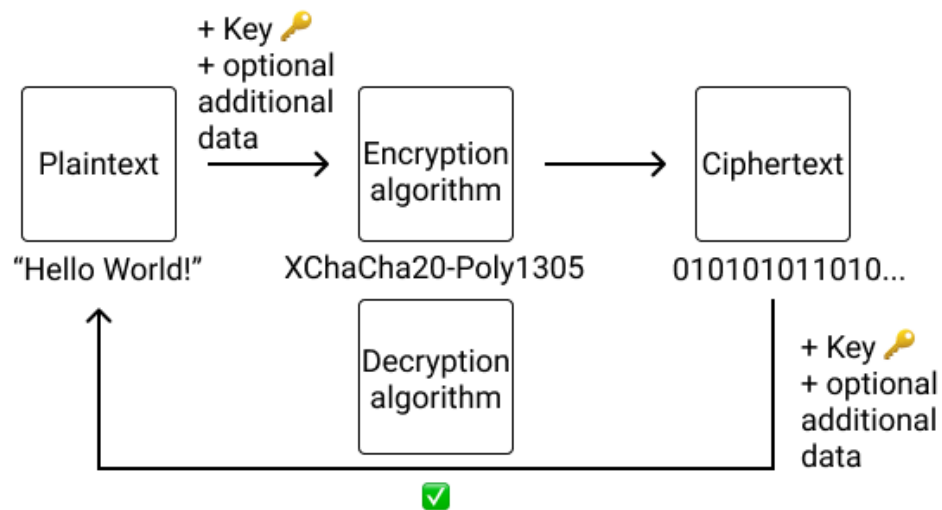 + Key 🔑
+ optional
additional
data
Plaintext
Encryption
algorithm
Ciphertext
“Hello World!”
XChaCha20-Poly1305
010101011010...
Decryption
algorithm
+ Key 🔑
+ optional
additional
data
✅